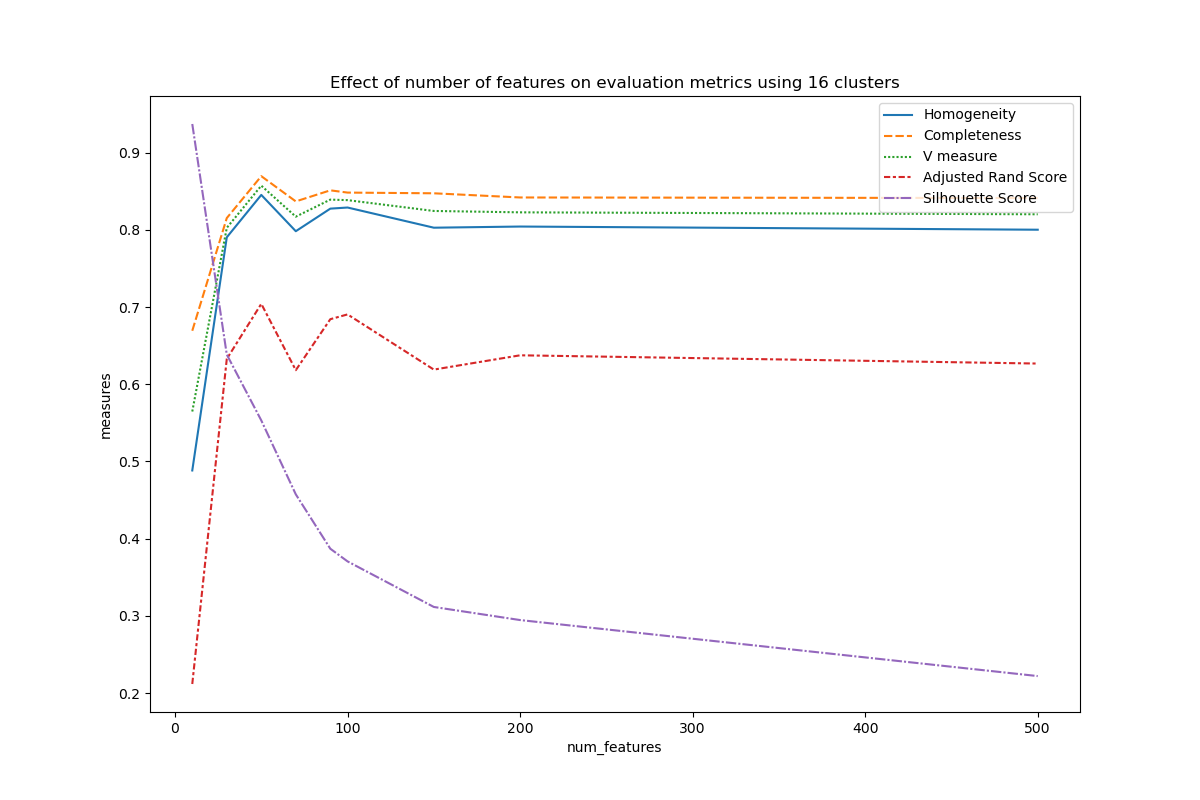 Effect of number of features on evaluation metrics using 16 clusters
Homogeneity
Completeness
V measure
Adjusted Rand Score
Silhouette Score
measures
0.9
0.8
0.7
0.6
0.5
0.4
0.3
0.2
0
100
200
300
400
500
num_features